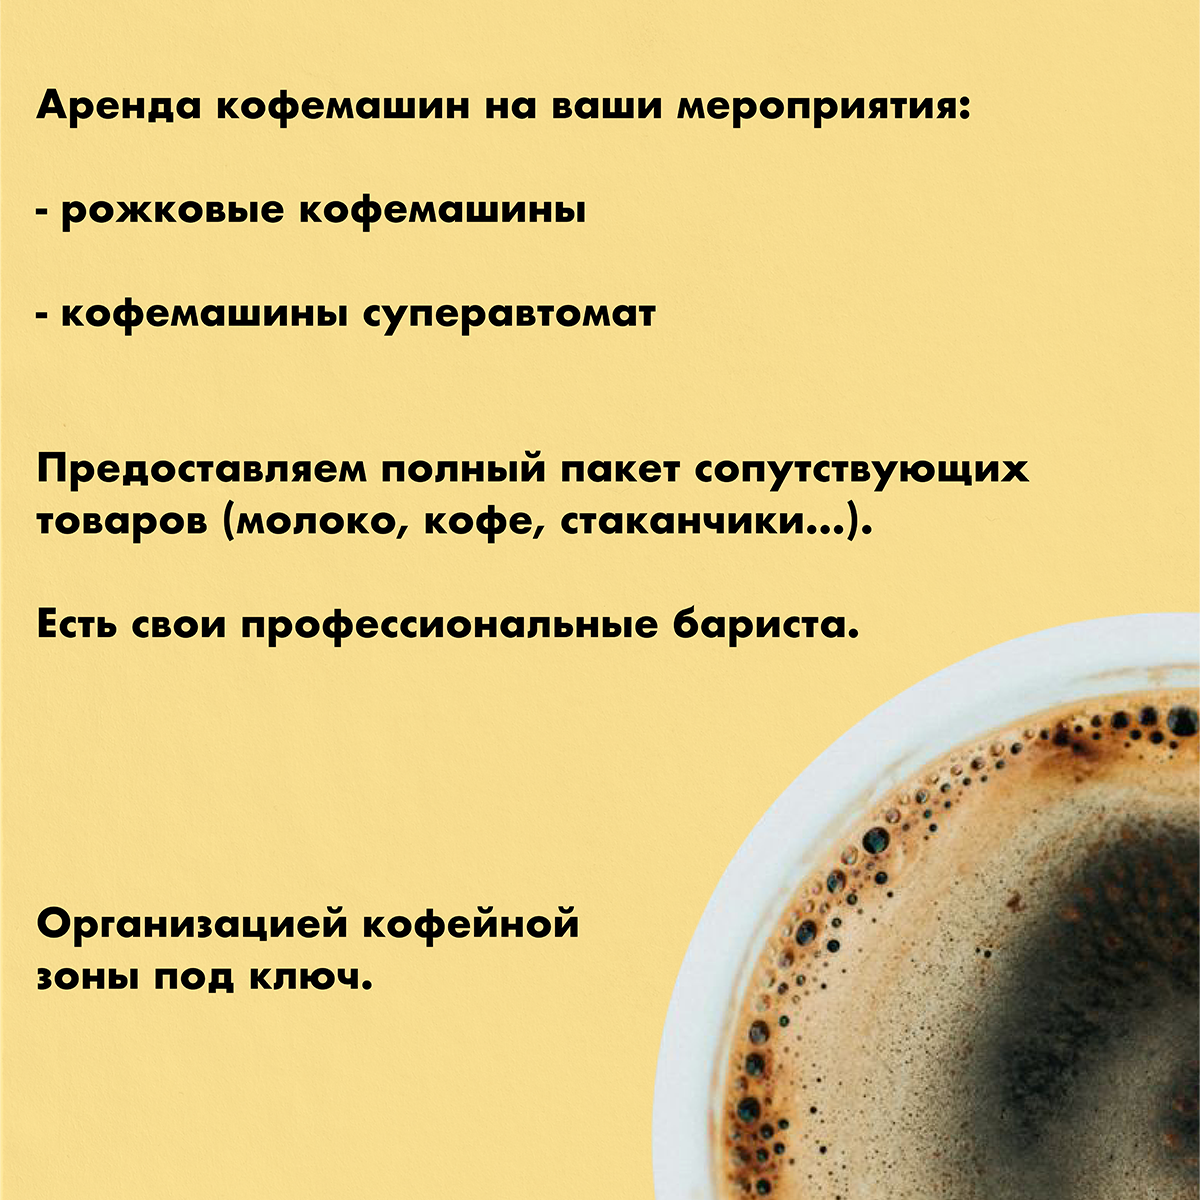 Аренда кофемашин на ваши мероприятия:
- рожковые кофемашины
- кофемашины суперавтомат
Предоставляем полный пакет сопутствующих
товаров (молоко, кофе, стаканчики...).
Есть свои профессиональные бариста.
Организацией кофейной
зоны под ключ.